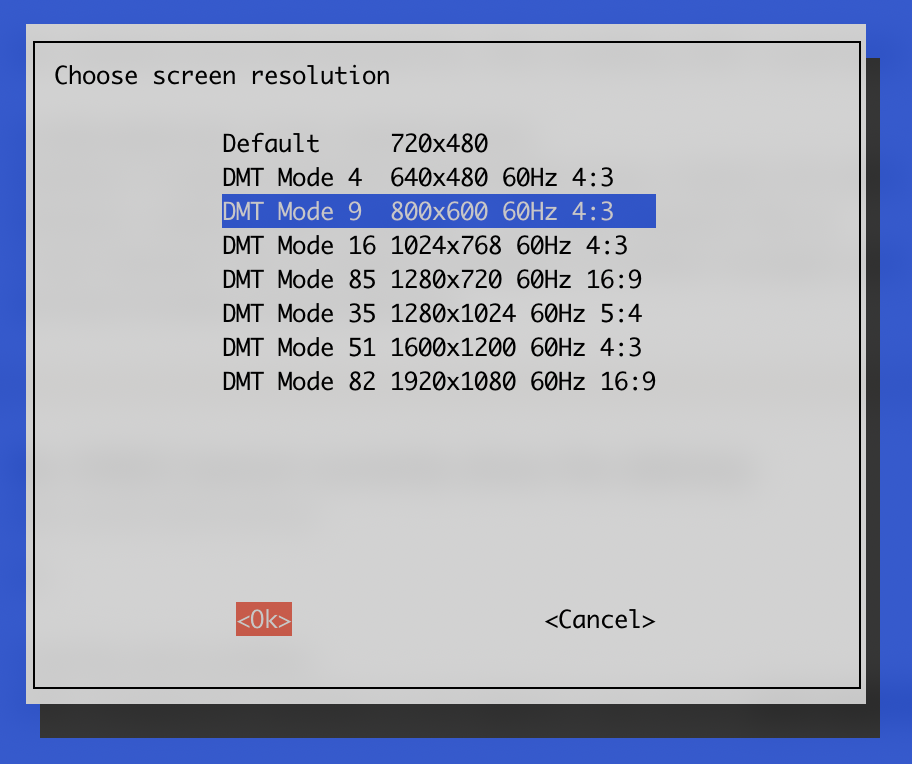 Choose screen resolution
Default 720x480
DMT Mode 4 640x480 60Hz 4:3
DMT Mode 9 800x600 60Hz 4:3
DMT Mode 16 1024x768 60Hz 4:3
DMT Mode 85 1280x720 60Hz 16:9
DMT Mode 35 1280x1024 60Hz 5:4
DMT Mode 51 1600x1200 60Hz 4:3
DMT Mode 82 1920x1080 60Hz 16:9
<Ok> <Cancel>